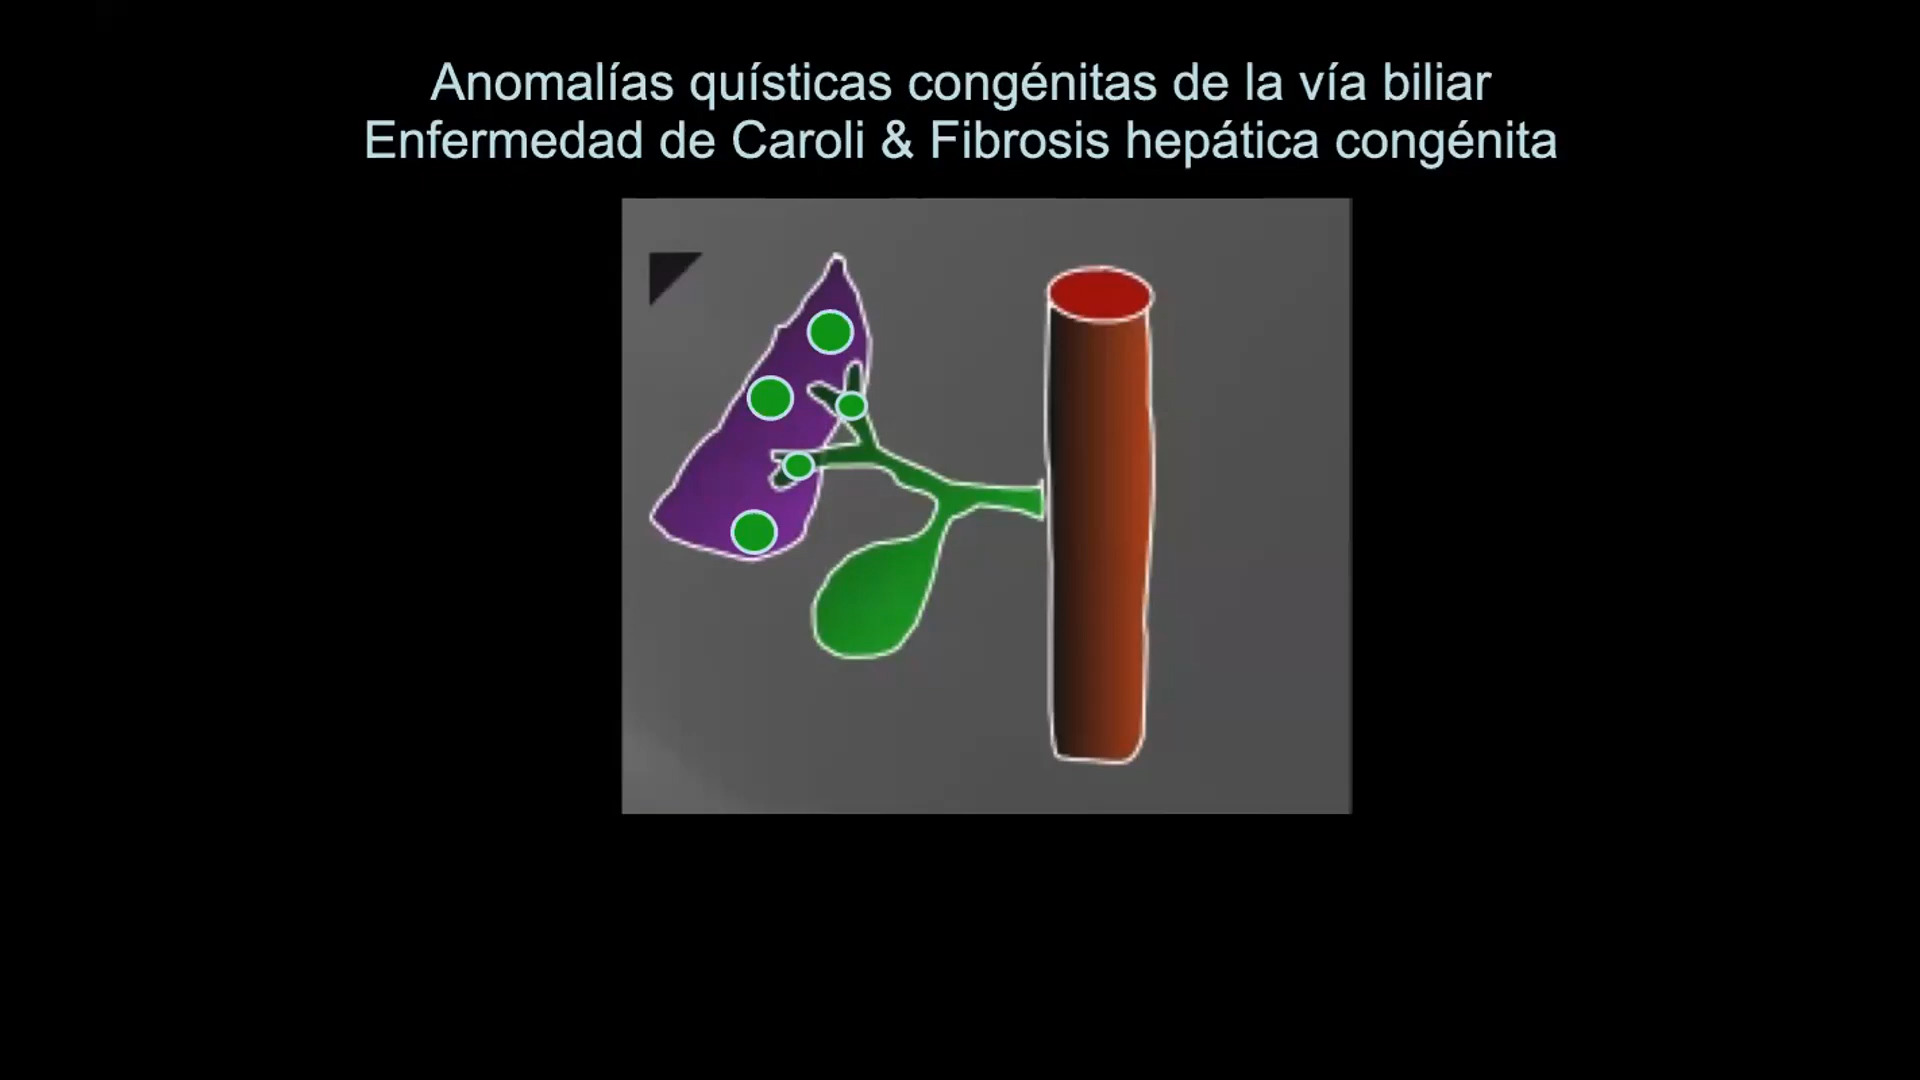 Anomalías quísticas congénitas de la vía biliar
Enfermedad de Caroli & Fibrosis hepática congénita